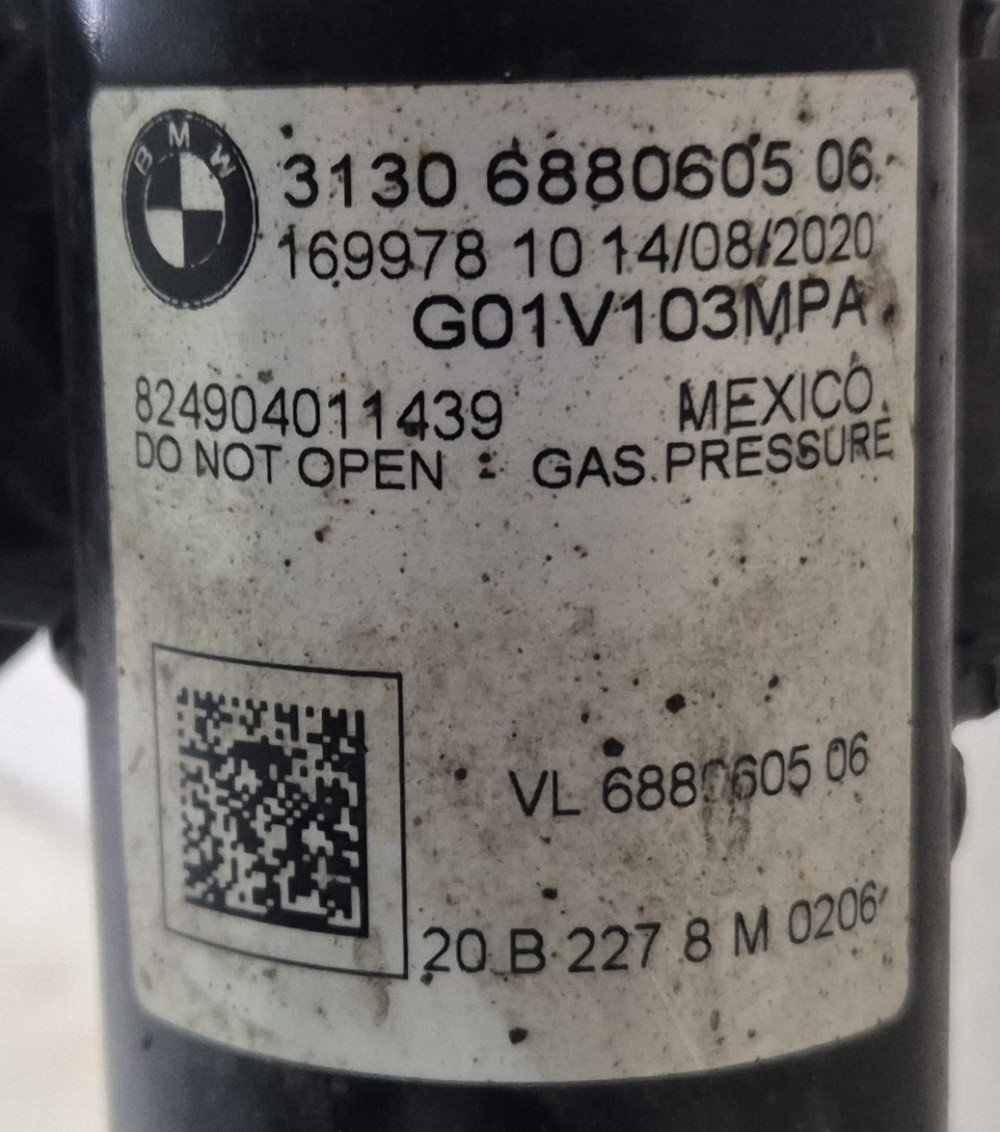 BMW
3130 6880605 06
169978 10 14/08/2020
G01V103MPA
824904011439 MEXICO
DO NOT OPEN : GAS PRESSURE
VL 6880605 06
20 B 227 8 M 0206